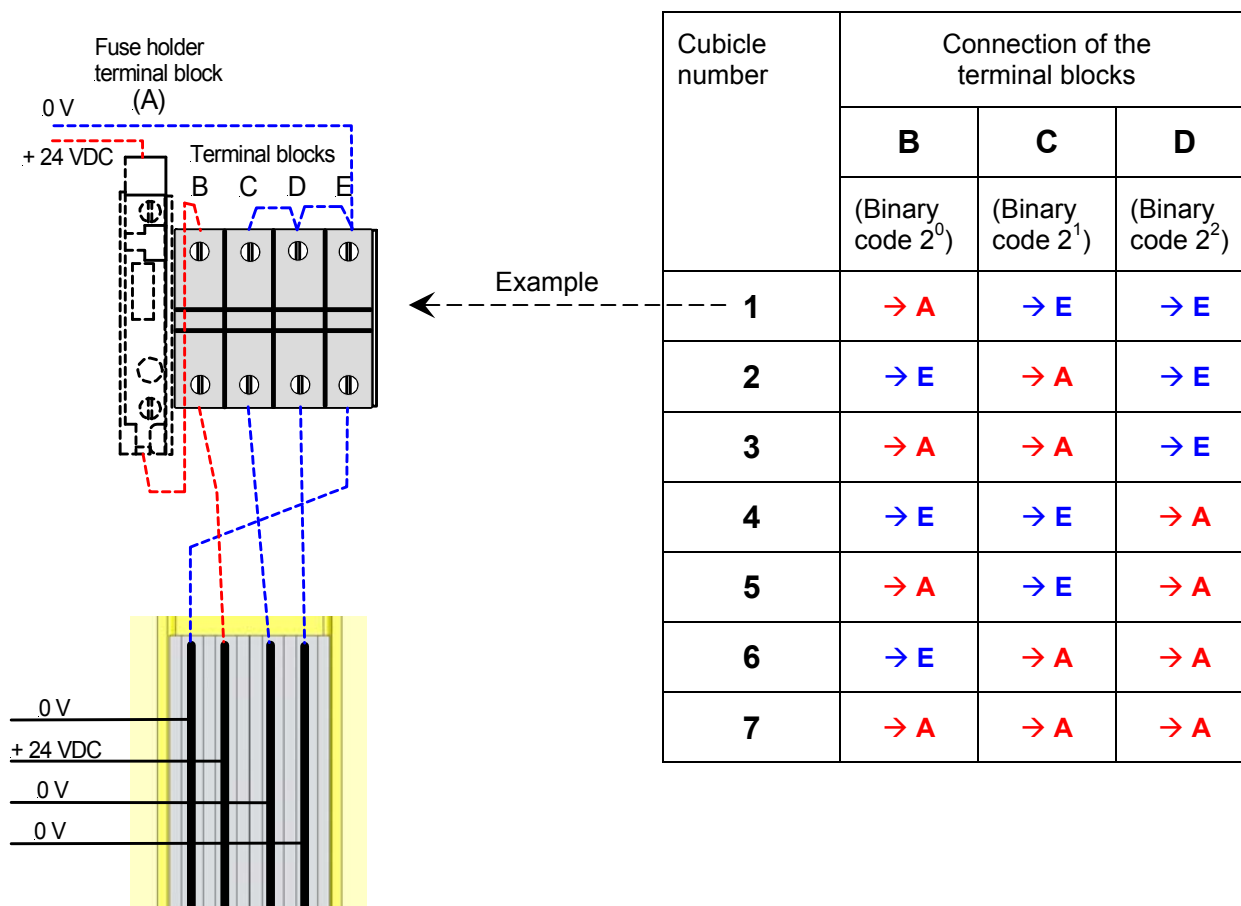 Fuse holder
terminal block
(A)
0 V
+ 24 VDC
Terminal blocks
B C D E
Example
0 V
+ 24 VDC
0 V
0 V
Cubicle number | Connection of the terminal blocks
B | C | D
(Binary code 2⁰) | (Binary code 2¹) | (Binary code 2²)
1 | → A | → E | → E
2 | → E | → A | → E
3 | → A | → A | → E
4 | → E | → E | → A
5 | → A | → E | → A
6 | → E | → A | → A
7 | → A | → A | → A